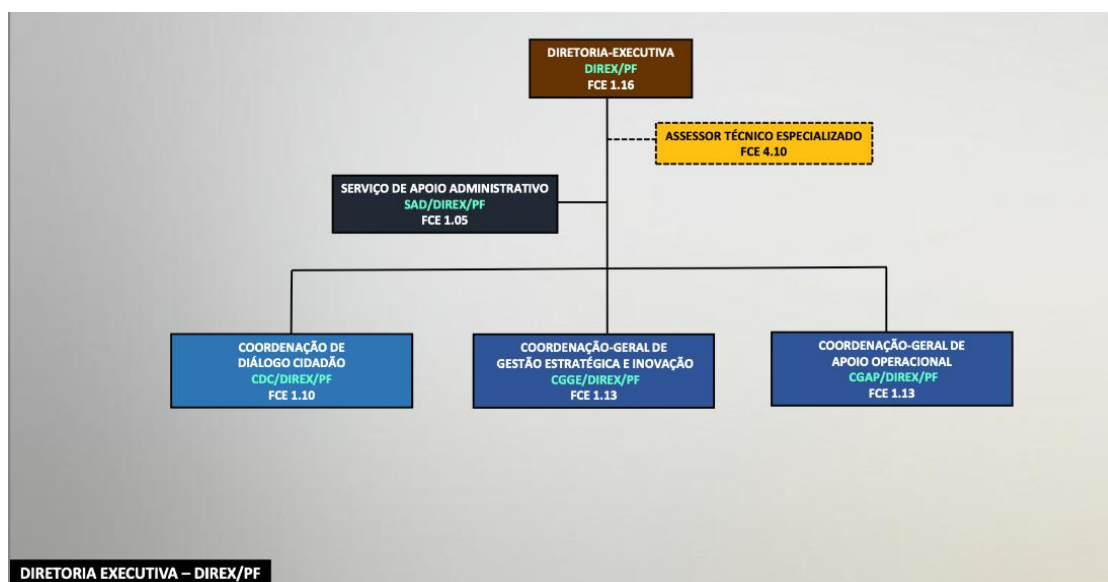 DIRETORIA-EXECUTIVA
DIREX/PF
FCE 1.16
ASSESSOR TÉCNICO ESPECIALIZADO
FCE 4.10
SERVIÇO DE APOIO ADMINISTRATIVO
SAD/DIREX/PF
FCE 1.05
COORDENAÇÃO DE
DIÁLOGO CIDADÃO
CDC/DIREX/PF
FCE 1.10
COORDENAÇÃO-GERAL DE
GESTÃO ESTRATÉGICA E INOVAÇÃO
CGGE/DIREX/PF
FCE 1.13
COORDENAÇÃO-GERAL DE
APOIO OPERACIONAL
CGAP/DIREX/PF
FCE 1.13
DIRETORIA EXECUTIVA – DIREX/PF